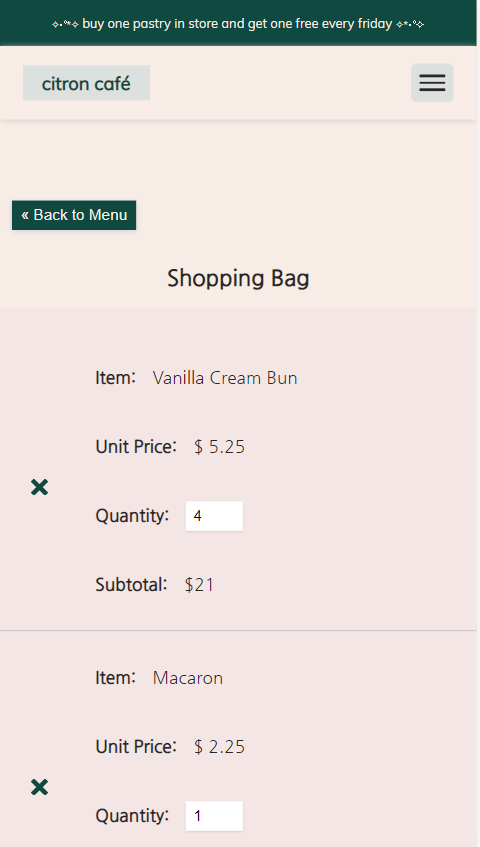 ⟡˖°࿐⟡ buy one pastry in store and get one free every friday ⟡⋆˖°⟡
citron café
« Back to Menu
Shopping Bag
Item: Vanilla Cream Bun
Unit Price: $ 5.25
Quantity: 4
Subtotal: $21
Item: Macaron
Unit Price: $ 2.25
Quantity: 1